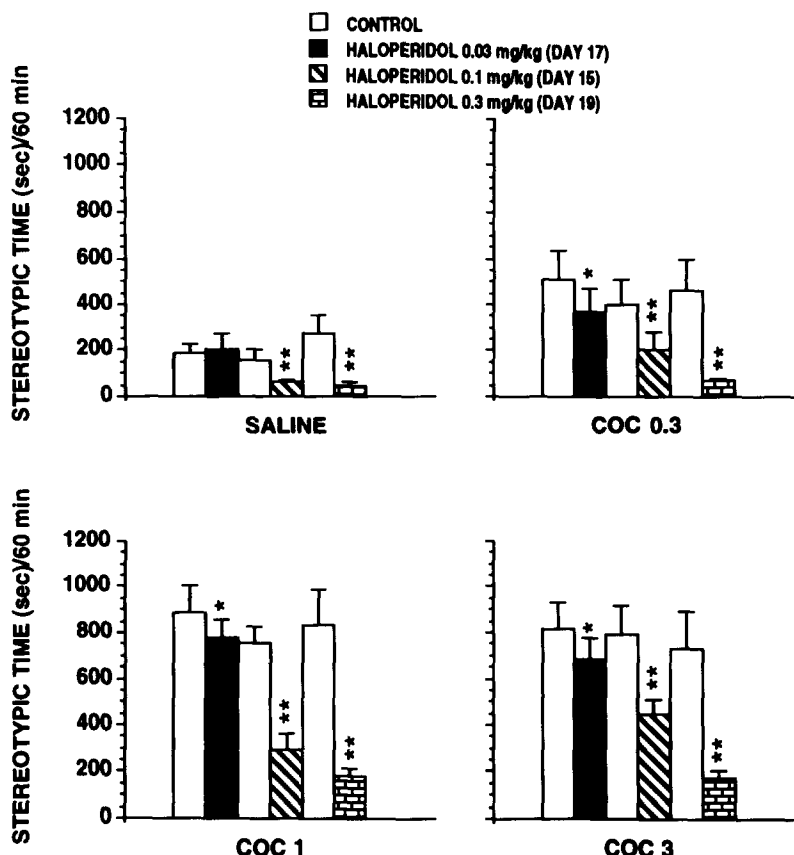 CONTROL
HALOPERIDOL 0.03 mg/kg (DAY 17)
HALOPERIDOL 0.1 mg/kg (DAY 15)
HALOPERIDOL 0.3 mg/kg (DAY 19)
STEREOTYPIC TIME (sec)/60 min
1200
1000
800
600
400
200
0
**
**
SALINE
*
**
**
COC 0.3
STEREOTYPIC TIME (sec)/60 min
1200
1000
800
600
400
200
0
*
**
**
COC 1
*
**
**
COC 3